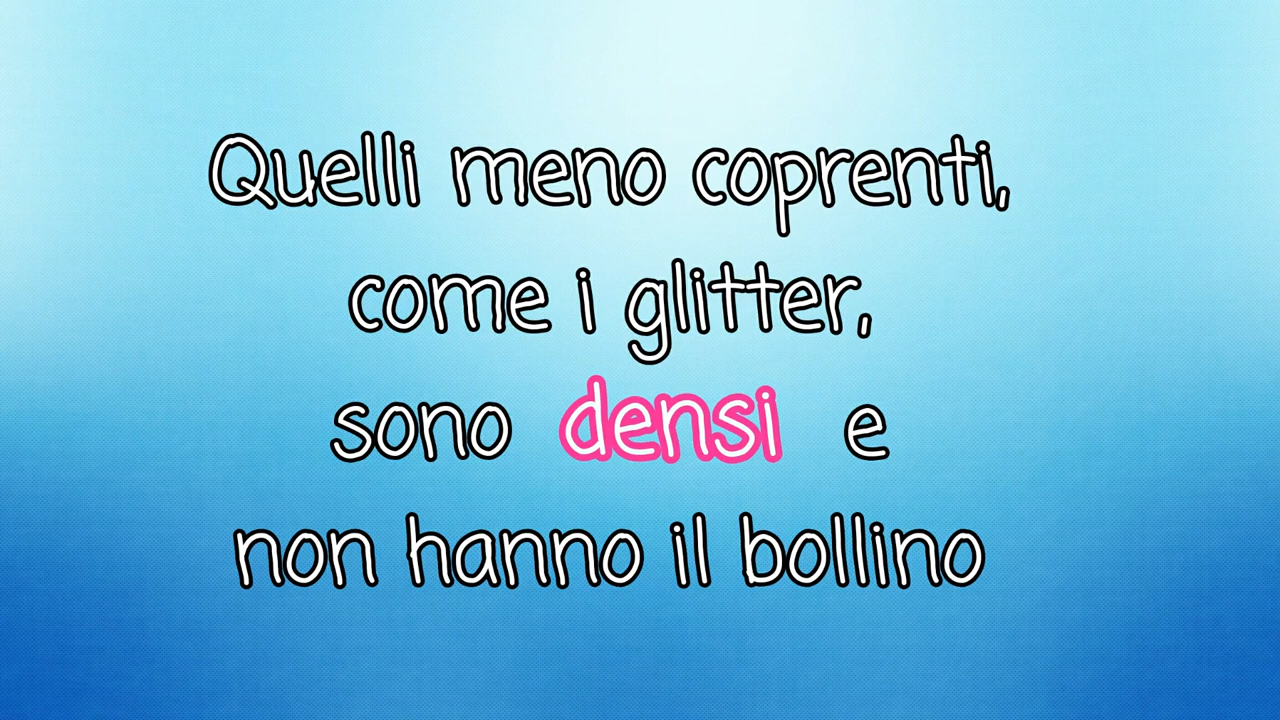 Quelli meno coprenti,
come i glitter,
sono densi e
non hanno il bollino